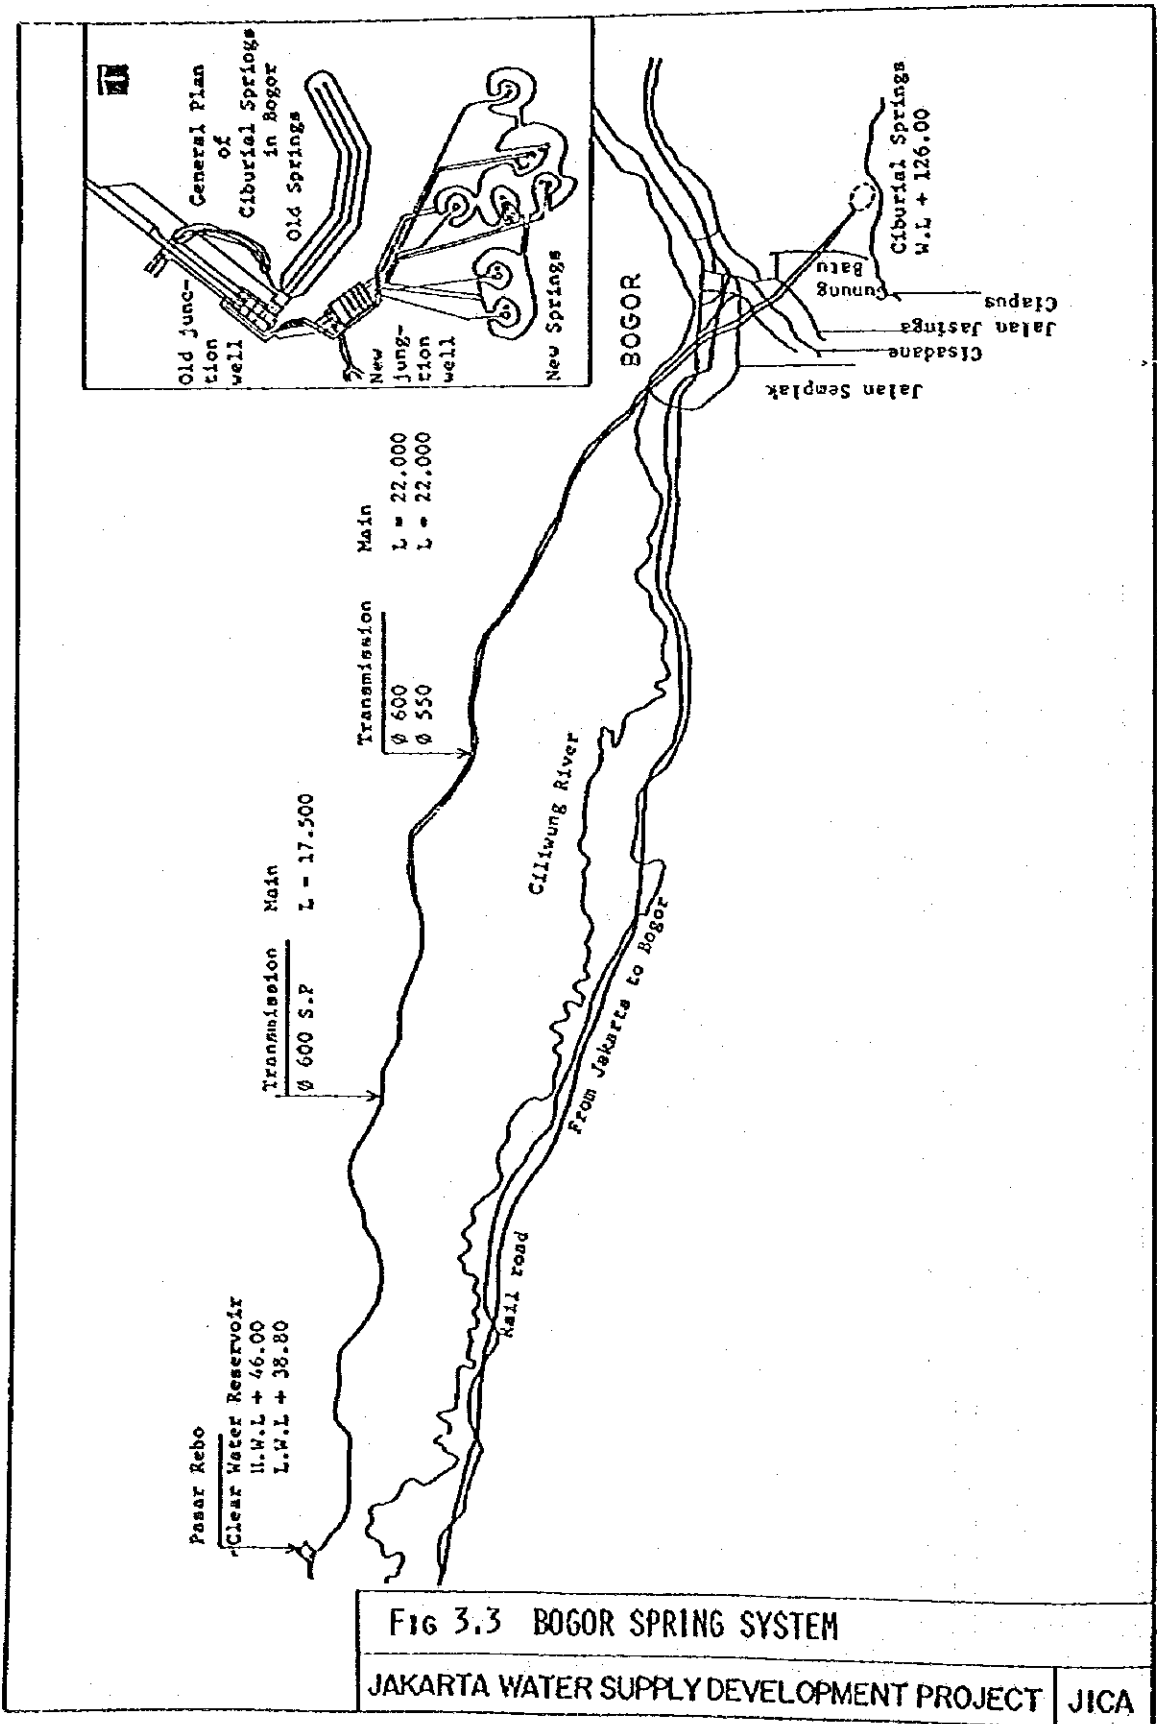 General Plan
of
Ciburial Springs
in Bogor
Old Springs
Old junc-
tion
well
New
jung-
tion
well
New Springs
BOGOR
Ciburial Springs
W.L + 126.00
Gunung
Batu
Ciapus
Jalan Jasinga
Cisadane
Jalan Semplak
Transmission Main
Ø 600 L = 22.000
Ø 550 L = 22.000
Transmission Main
Ø 600 S.P L = 17.500
Ciliwung River
From Jakarta to Bogor
Rail road
Pasar Rebo
Clear Water Reservoir
H.W.L + 46.00
L.W.L + 38.80
FIG 3.3 BOGOR SPRING SYSTEM
JAKARTA WATER SUPPLY DEVELOPMENT PROJECT
JICA